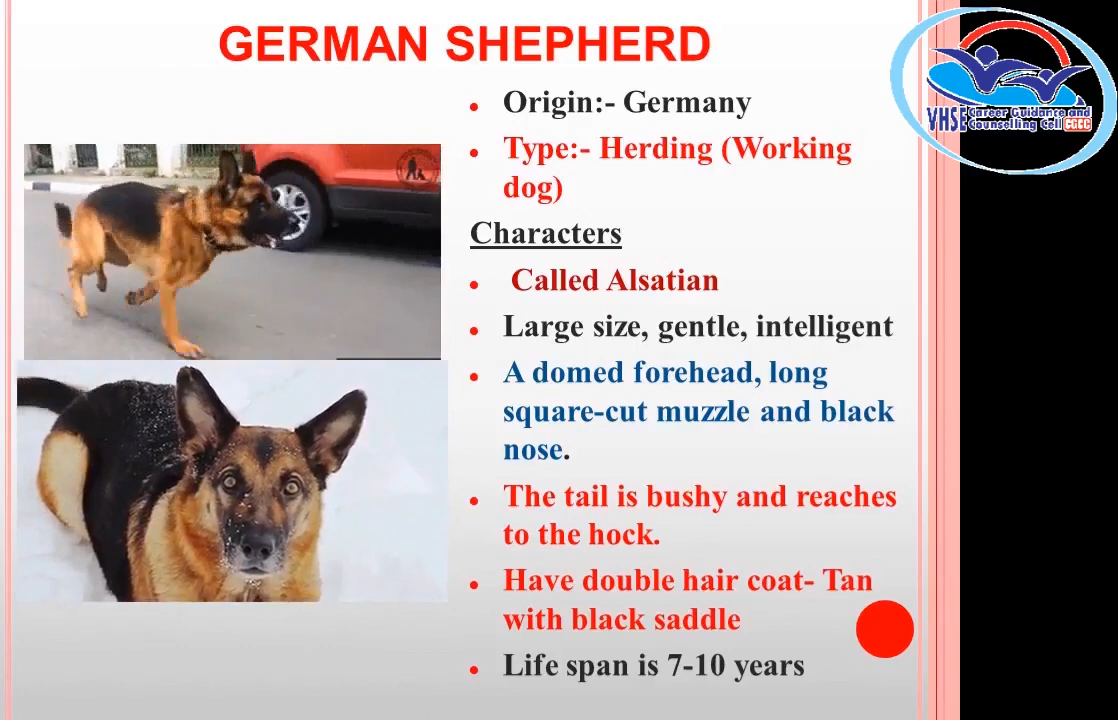 GERMAN SHEPHERD
Origin:- Germany
Type:- Herding (Working
dog)
Characters
Called Alsatian
Large size, gentle, intelligent
A domed forehead, long
square-cut muzzle and black
nose.
The tail is bushy and reaches
to the hock.
Have double hair coat- Tan
with black saddle
Life span is 7-10 years
VHSE Career Guidance and
Counselling Cell CGCC